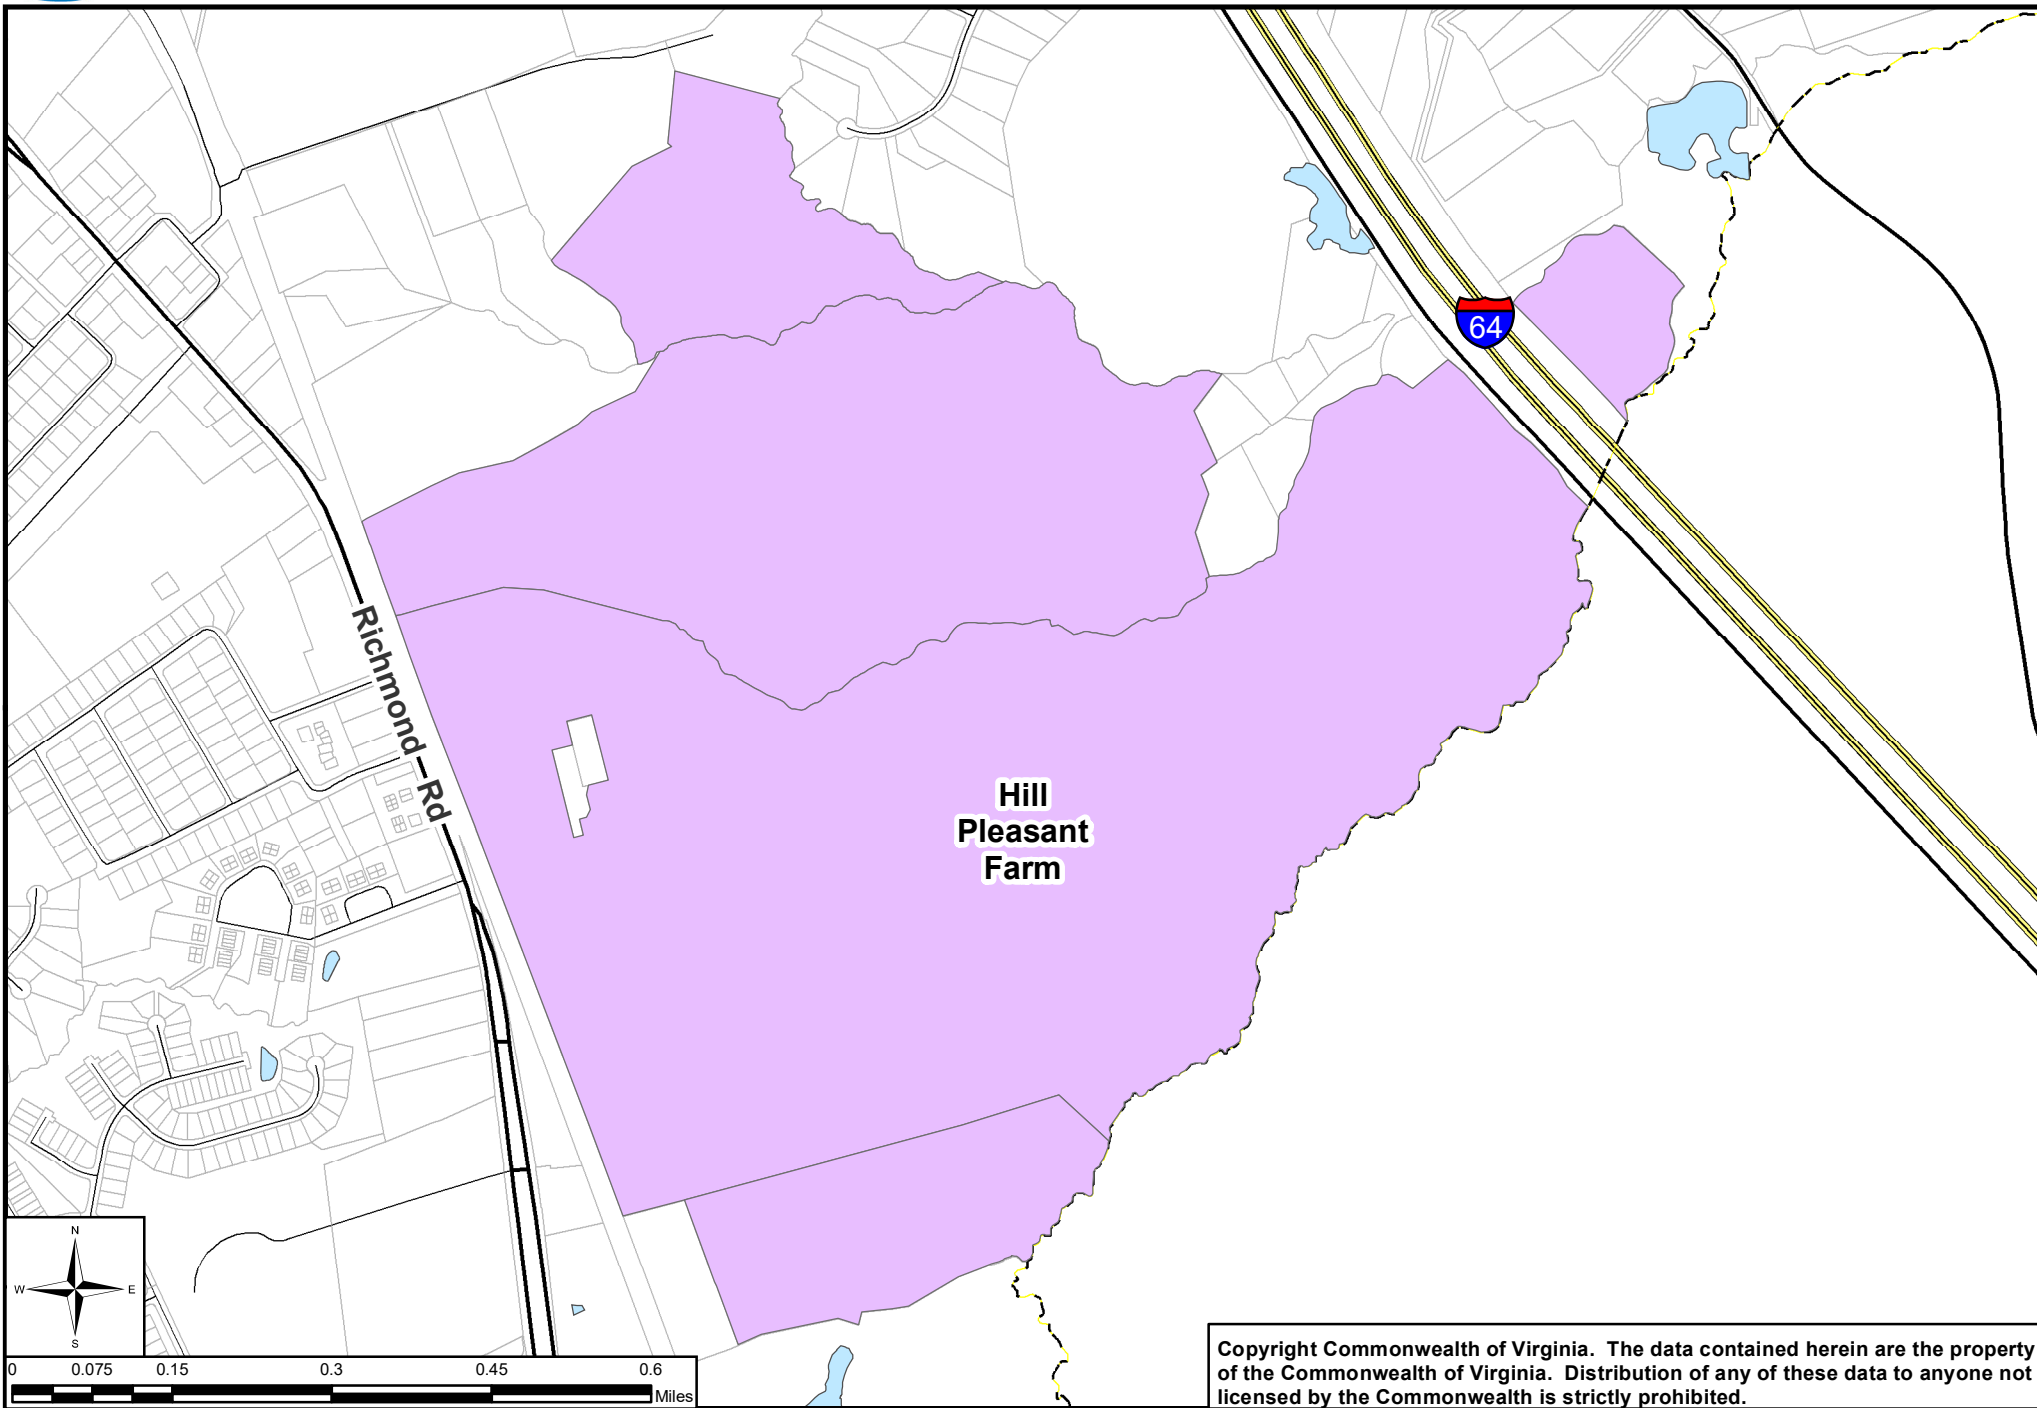 64
Richmond Rd
Hill
Pleasant
Farm
N
W E
S
0 0.075 0.15 0.3 0.45 0.6
Miles
Copyright Commonwealth of Virginia. The data contained herein are the property
of the Commonwealth of Virginia. Distribution of any of these data to anyone not
licensed by the Commonwealth is strictly prohibited.